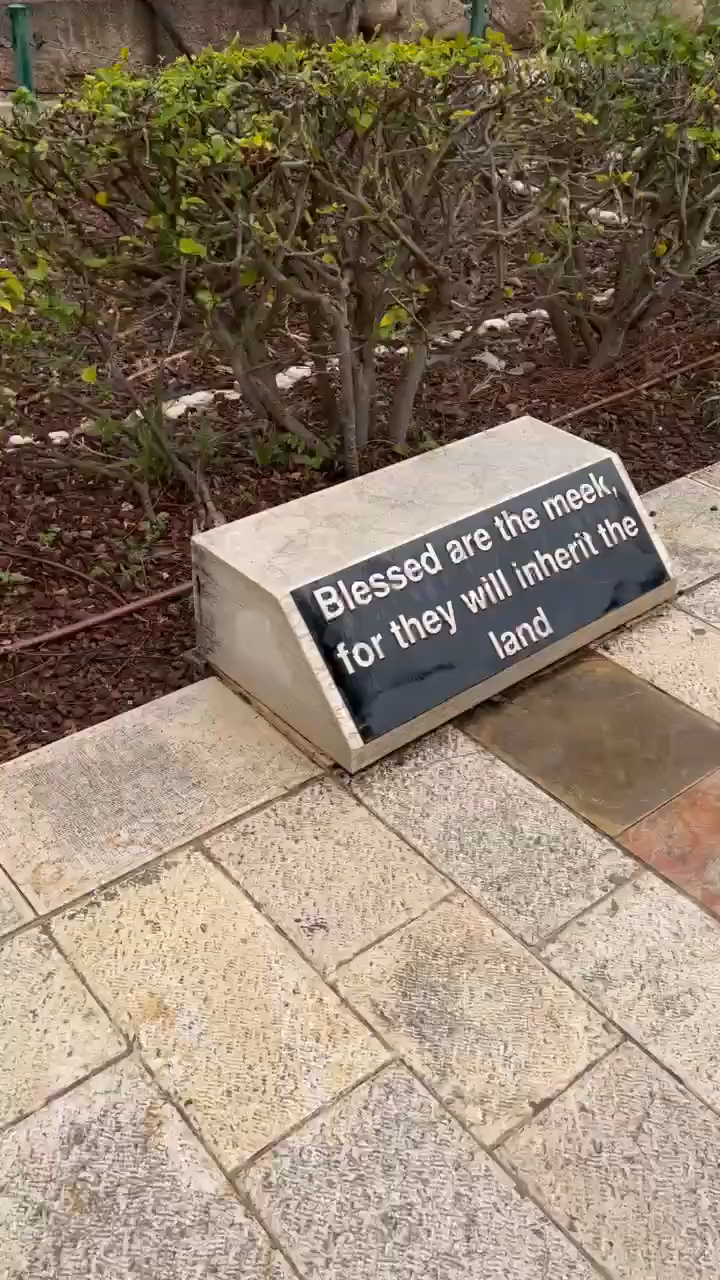 Blessed are the meek,
for they will inherit the
land